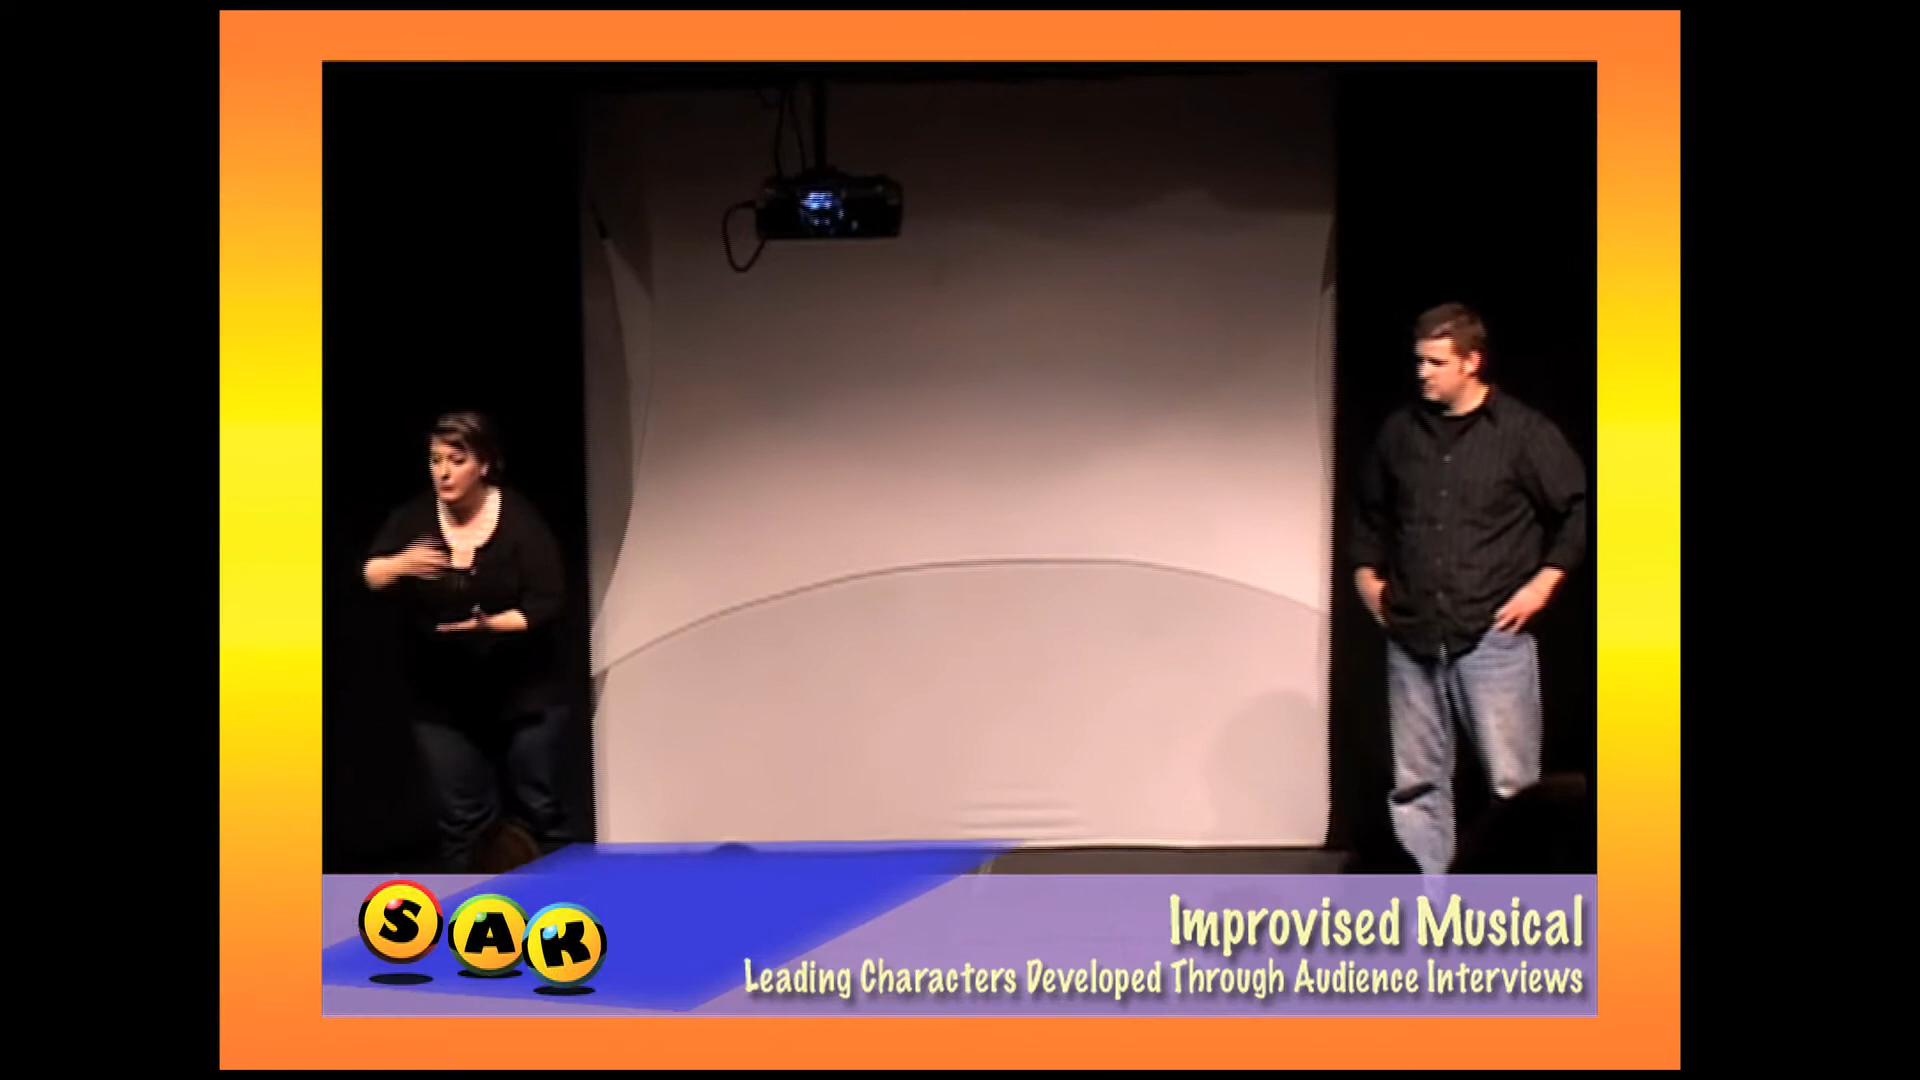 SAK
Improvised Musical
Leading Characters Developed Through Audience Interviews